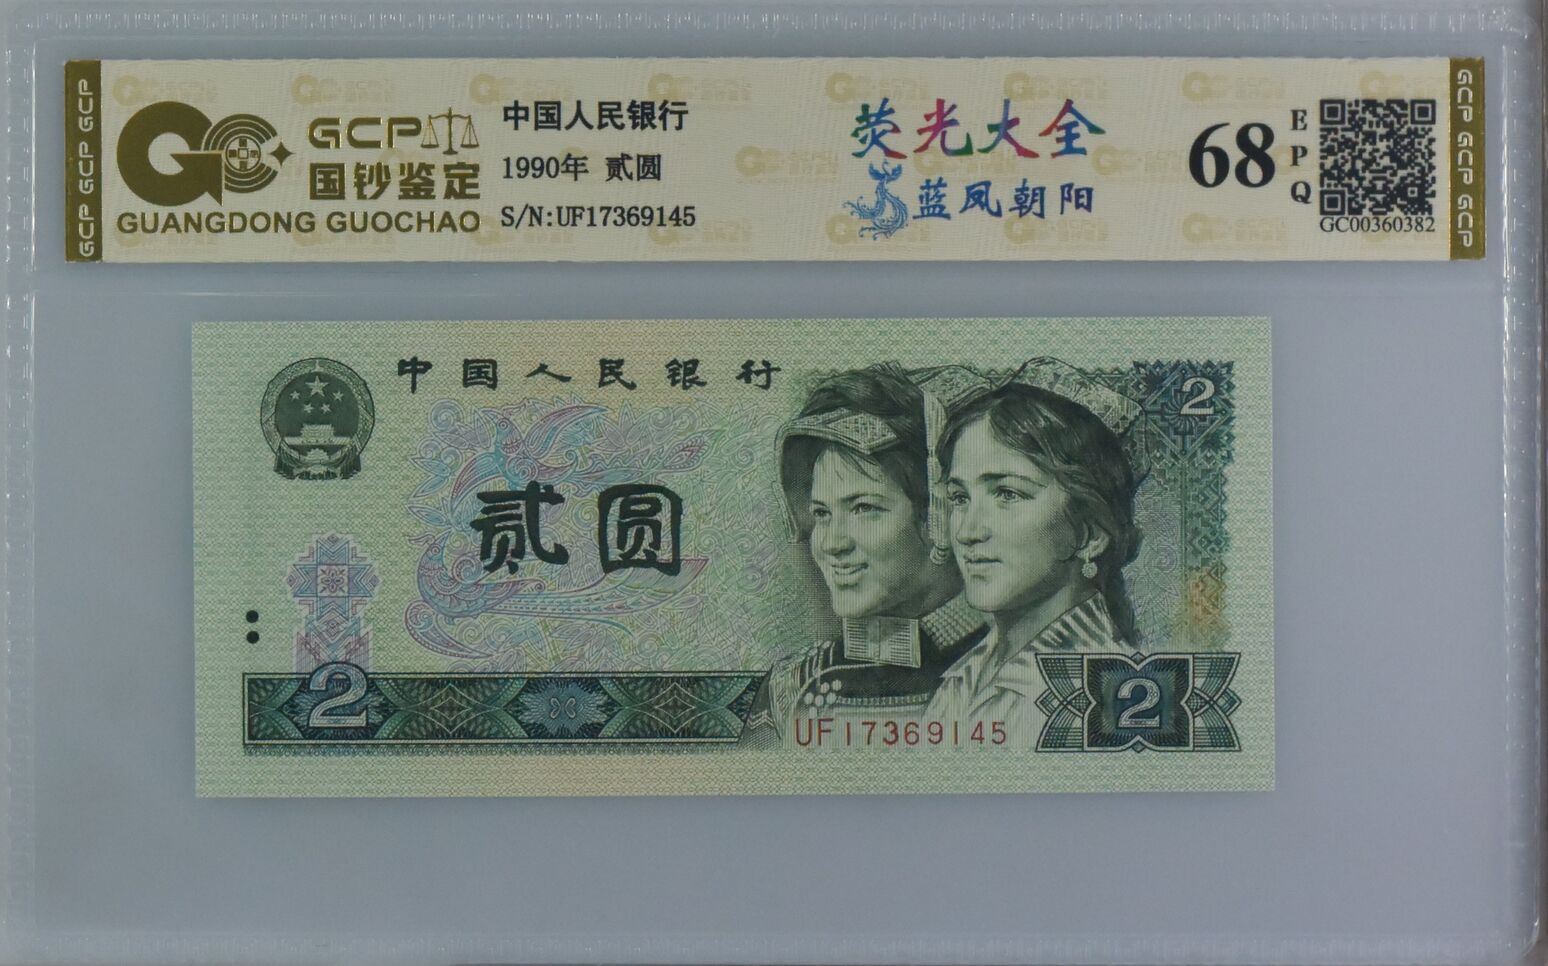 GCP GCP GCP
GCP
国钞鉴定
GUANGDONG GUOCHAO
中国人民银行
1990年 贰圆
S/N:UF17369145
荧光大全
蓝凤朝阳
68
EPQ
GC00360382
GCP GCP GCP
中国人民银行
2
贰圆
2
UF17369145
2